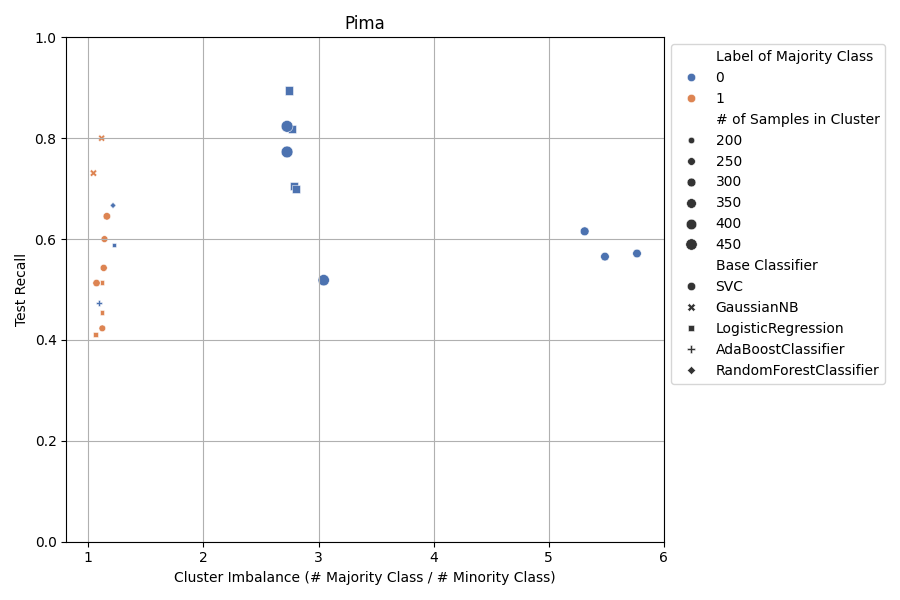 Pima
1.0
0.8
0.6
0.4
0.2
0.0
Test Recall
1
2
3
4
5
6
Cluster Imbalance (# Majority Class / # Minority Class)
Label of Majority Class
0
1
# of Samples in Cluster
200
250
300
350
400
450
Base Classifier
SVC
GaussianNB
LogisticRegression
AdaBoostClassifier
RandomForestClassifier